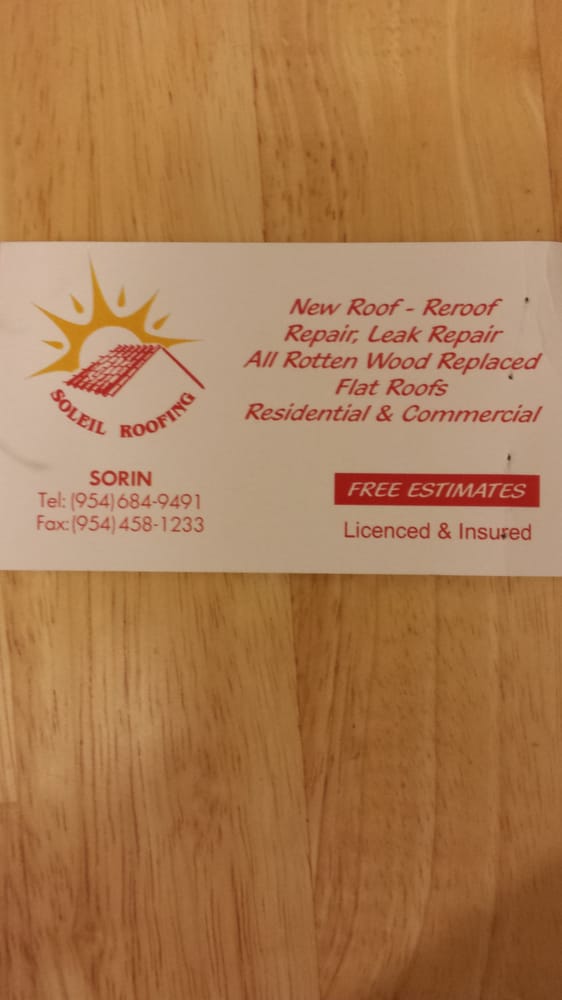 SOLEIL ROOFING
SORIN
Tel: (954) 684-9491
Fax: (954) 458-1233
New Roof - Reroof
Repair, Leak Repair
All Rotten Wood Replaced
Flat Roofs
Residential & Commercial
FREE ESTIMATES
Licenced & Insured